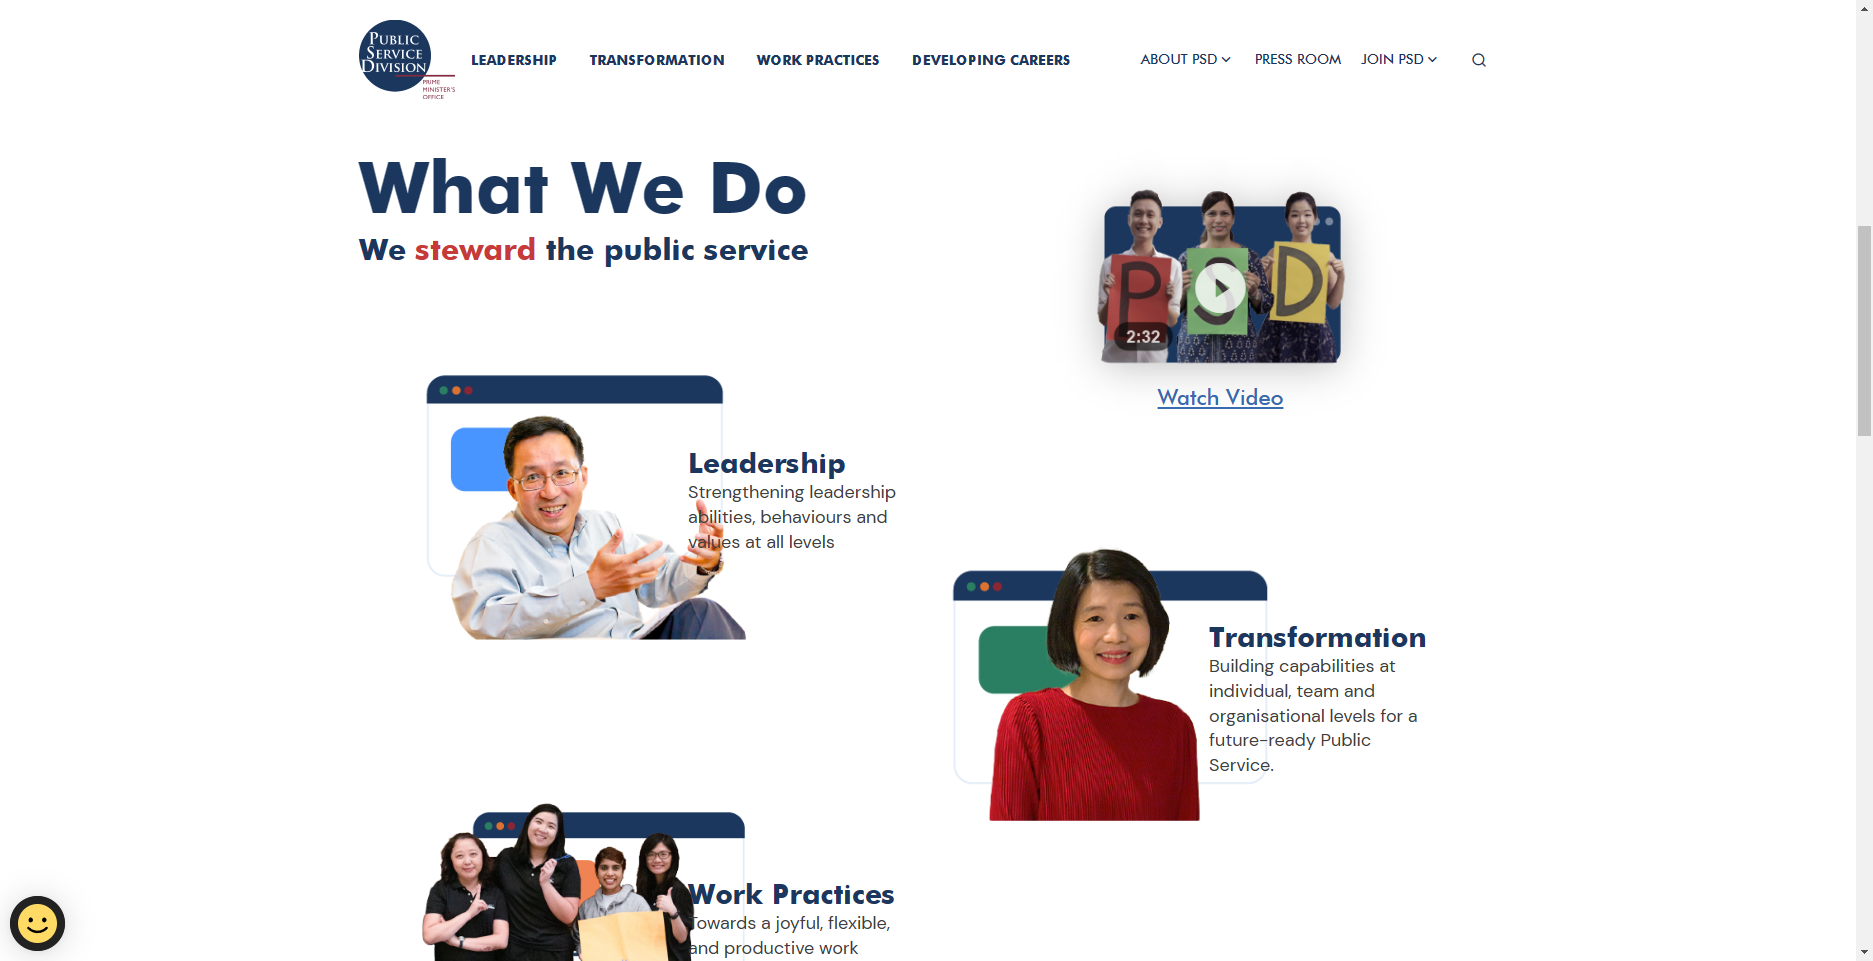 PUBLIC
SERVICE
DIVISION
PRIME
MINISTER'S
OFFICE
LEADERSHIP
TRANSFORMATION
WORK PRACTICES
DEVELOPING CAREERS
ABOUT PSD
PRESS ROOM
JOIN PSD
What We Do
We steward the public service
P S D
2:32
Watch Video
Leadership
Strengthening leadership
abilities, behaviours and
values at all levels
Transformation
Building capabilities at
individual, team and
organisational levels for a
future-ready Public
Service.
Work Practices
Towards a joyful, flexible,
and productive work